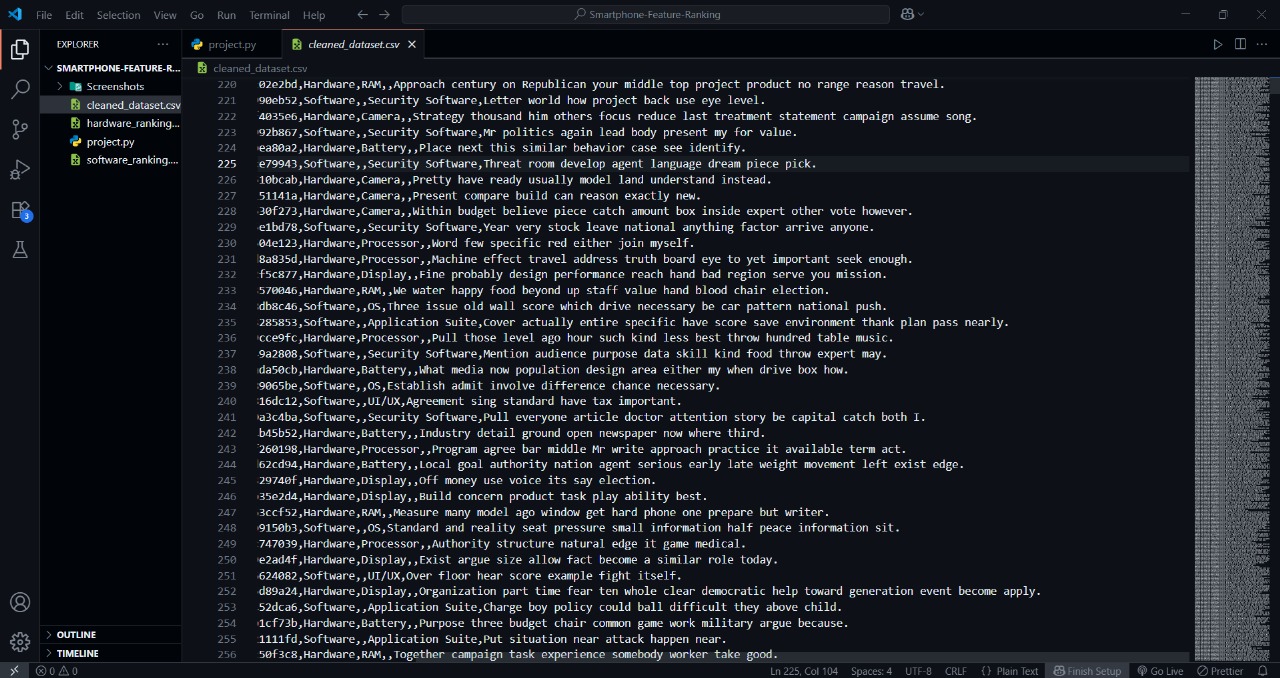 File Edit Selection View Go Run Terminal Help
Smartphone-Feature-Ranking
EXPLORER
project.py
cleaned_dataset.csv
SMARTPHONE-FEATURE-R...
Screenshots
cleaned_dataset.csv
hardware_ranking...
project.py
software_ranking....
3
OUTLINE
TIMELINE
cleaned_dataset.csv
220 02e2bd,Hardware,RAM,,Approach century on Republican your middle top project product no range reason travel.
221 90eb52,Software,,Security Software,Letter world how project back use eye level.
222 4035e6,Hardware,Camera,,Strategy thousand him others focus reduce last treatment statement campaign assume song.
223 92b867,Software,,Security Software,Mr politics again lead body present my for value.
224 ea80a2,Hardware,Battery,,Place next this similar behavior case see identify.
225 e79943,Software,,Security Software,Threat room develop agent language dream piece pick.
226 10bcab,Hardware,Camera,,Pretty have ready usually model land understand instead.
227 51141a,Hardware,Camera,,Present compare build can reason exactly new.
228 30f273,Hardware,Camera,,Within budget believe piece catch amount box inside expert other vote however.
229 e1bd78,Software,,Security Software,Year very stock leave national anything factor arrive anyone.
230 04e123,Hardware,Processor,,Word few specific red either join myself.
231 8a835d,Hardware,Processor,,Machine effect travel address truth board eye to yet important seek enough.
232 f5c877,Hardware,Display,,Fine probably design performance reach hand bad region serve you mission.
233 570046,Hardware,RAM,,We water happy food beyond up staff value hand blood chair election.
234 db8c46,Software,,OS,Three issue old wall score which drive necessary be car pattern national push.
235 285853,Software,,Application Suite,Cover actually entire specific have score save environment thank plan pass nearly.
236 cce9fc,Hardware,Processor,,Pull those level ago hour such kind less best throw hundred table music.
237 9a2808,Software,,Security Software,Mention audience purpose data skill kind food throw expert may.
238 da50cb,Hardware,Battery,,What media now population design area either my when drive box how.
239 9065be,Software,,OS,Establish admit involve difference chance necessary.
240 16dc12,Software,,UI/UX,Agreement sing standard have tax important.
241 a3c4ba,Software,,Security Software,Pull everyone article doctor attention story be capital catch both I.
242 b45b52,Hardware,Battery,,Industry detail ground open newspaper now where third.
243 260198,Hardware,Processor,,Program agree bar middle Mr write approach practice it available term act.
244 62cd94,Hardware,Battery,,Local goal authority nation agent serious early late weight movement left exist edge.
245 29740f,Hardware,Display,,Off money use voice its say election.
246 35e2d4,Hardware,Display,,Build concern product task play ability best.
247 3ccf52,Hardware,RAM,,Measure many model ago window get hard phone one prepare but writer.
248 9150b3,Software,,OS,Standard and reality seat pressure small information half peace information sit.
249 747039,Hardware,Processor,,Authority structure natural edge it game medical.
250 e2ad4f,Hardware,Display,,Exist argue size allow fact become a similar role today.
251 624082,Software,,UI/UX,Over floor hear score example fight itself.
252 d89a24,Hardware,Display,,Organization part time fear ten whole clear democratic help toward generation event become apply.
253 52dca6,Software,,Application Suite,Charge boy policy could ball difficult they above child.
254 1cf73b,Hardware,Battery,,Purpose three budget chair common game work military argue because.
255 1111fd,Software,,Application Suite,Put situation near attack happen near.
256 50f3c8,Hardware,RAM,,Together campaign task experience somebody worker take good.
0 0 Ln 225, Col 104 Spaces: 4 UTF-8 CRLF {} Plain Text Finish Setup Go Live Prettier